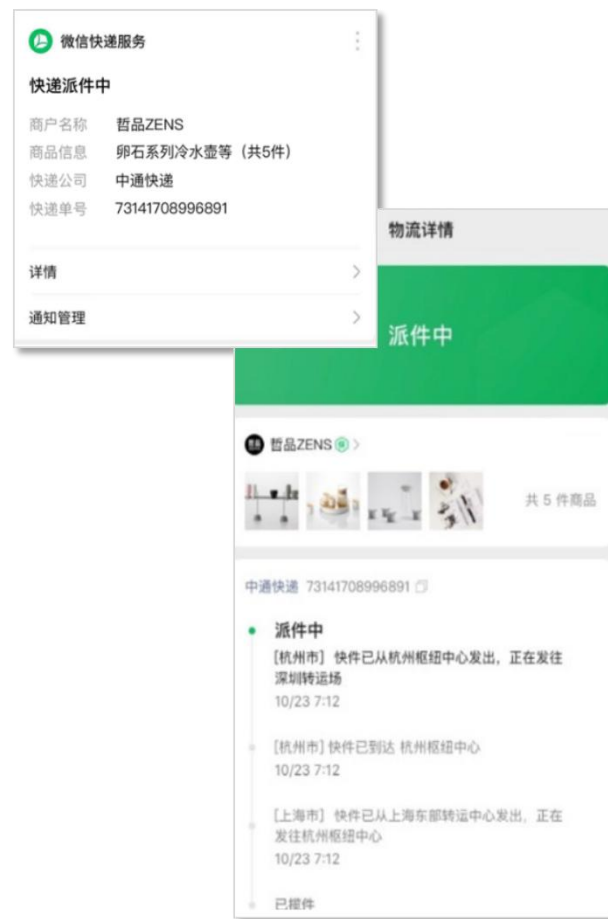 微信快递服务
快递派件中
商户名称 哲品ZENS
商品信息 卵石系列冷水壶等（共5件）
快递公司 中通快递
快递单号 73141708996891
详情
通知管理
物流详情
派件中
哲品ZENS
共 5 件商品
中通快递 73141708996891
派件中
[杭州市] 快件已从杭州枢纽中心发出，正在发往
深圳转运场
10/23 7:12
[杭州市] 快件已到达 杭州枢纽中心
10/23 7:12
[上海市] 快件已从上海东部转运中心发出，正在
发往杭州枢纽中心
10/23 7:12
已揽件